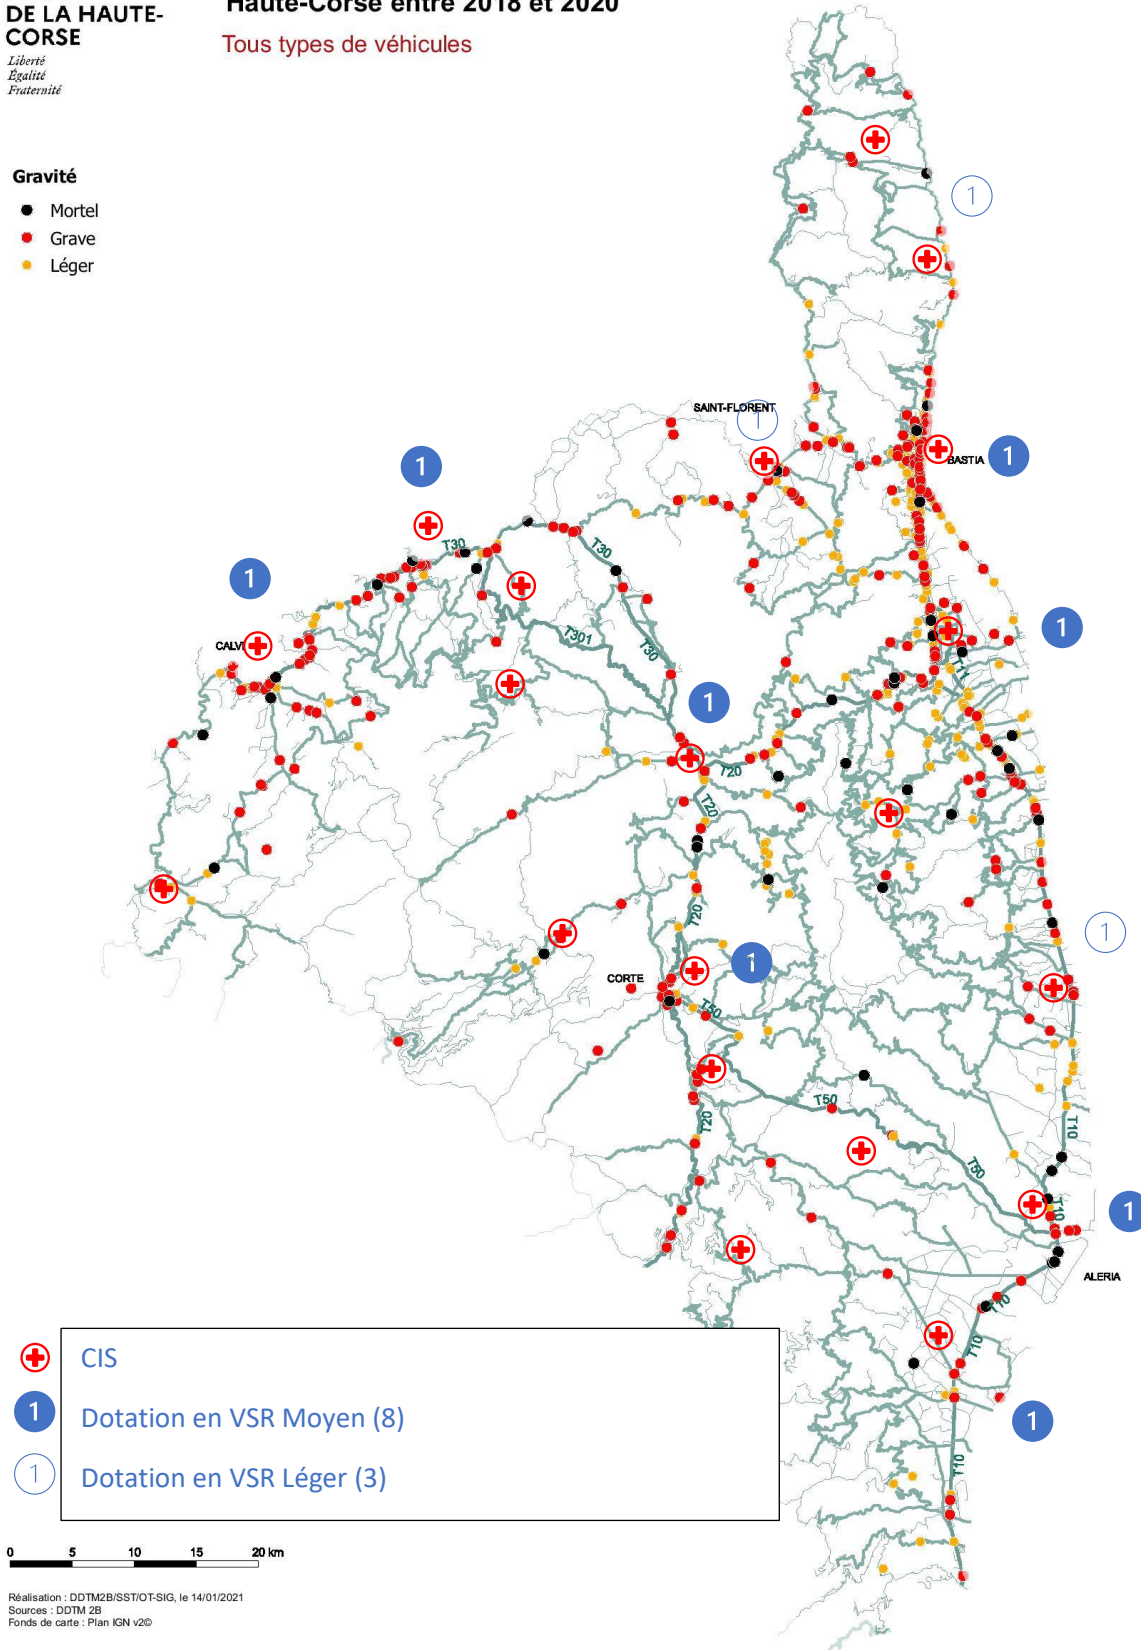 DE LA HAUTE-
CORSE
Liberté
Égalité
Fraternité
Haute-Corse entre 2018 et 2020
Tous types de véhicules
Gravité
Mortel
Grave
Léger
1
SAINT-FLORENT
1
1
BASTIA
1
T30
T30
1
T301
T30
CALVI
1
T11
1
T20
T20
T20
1
CORTE
1
T50
T50
T20
T10
T50
T10
1
ALERIA
T10
T10
1
T10
CIS
1
Dotation en VSR Moyen (8)
1
Dotation en VSR Léger (3)
0 5 10 15 20 km
Réalisation : DDTM2B/SST/OT-SIG, le 14/01/2021
Sources : DDTM 2B
Fonds de carte : Plan IGN v2©